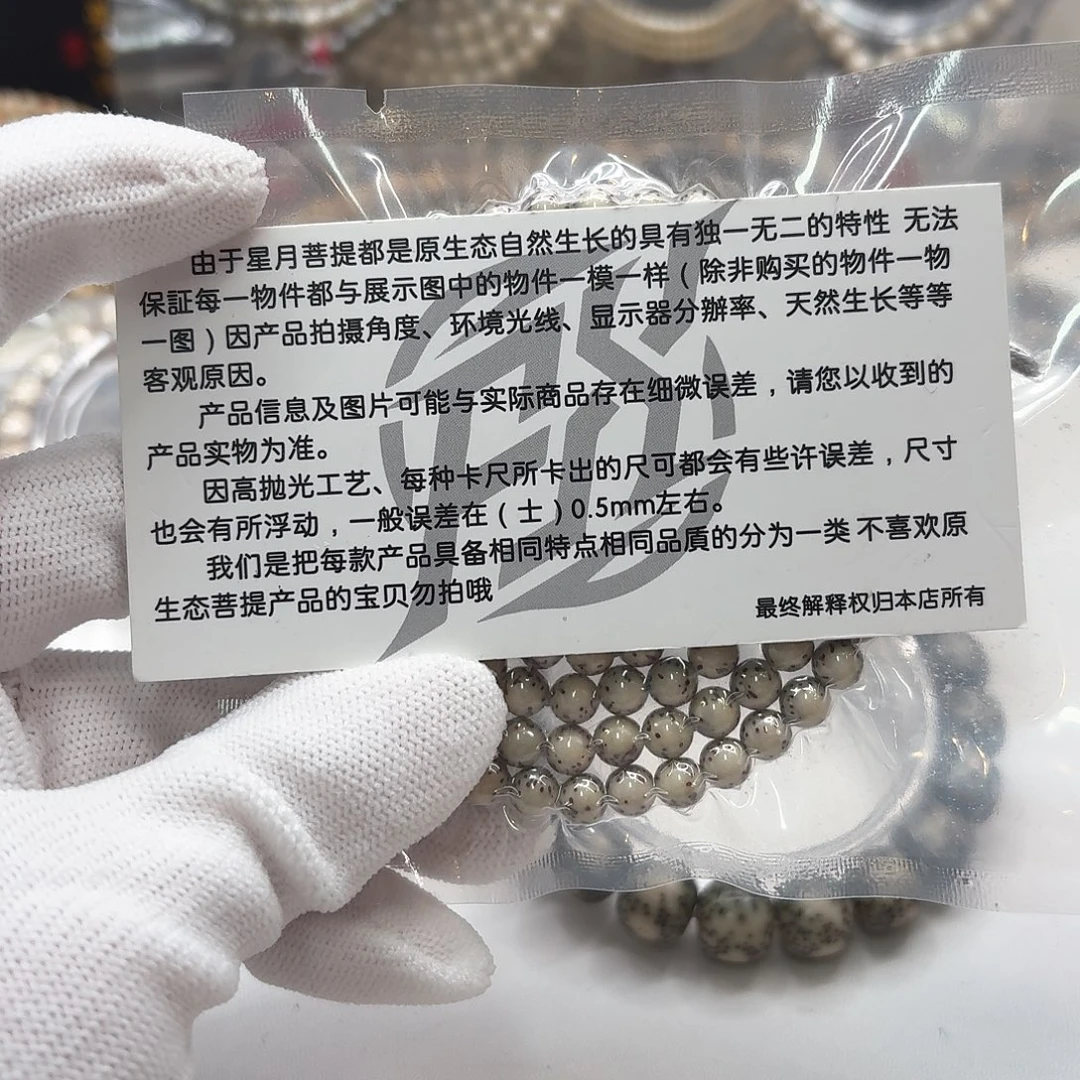 由于星月菩提都是原生态自然生长的具有独一无二的特性 无法
保証每一物件都与展示图中的物件一模一样（除非购买的物件一物
一图）因产品拍摄角度、环境光线、显示器分辦率、天然生长等等
客观原因。
产品信息及图片可能与实际商品存在细微误差，请您以收到的
产品实物为准。
因高抛光工艺、每种卡尺所卡出的尺可都会有些许误差，尺寸
也会有所浮动，一般误差在（士）0.5mm左右。
我们是把每款产品具备相同特点相同品質的分为一类 不喜欢原
生态菩提产品的宝贝勿拍哦
最终解释权归本店所有